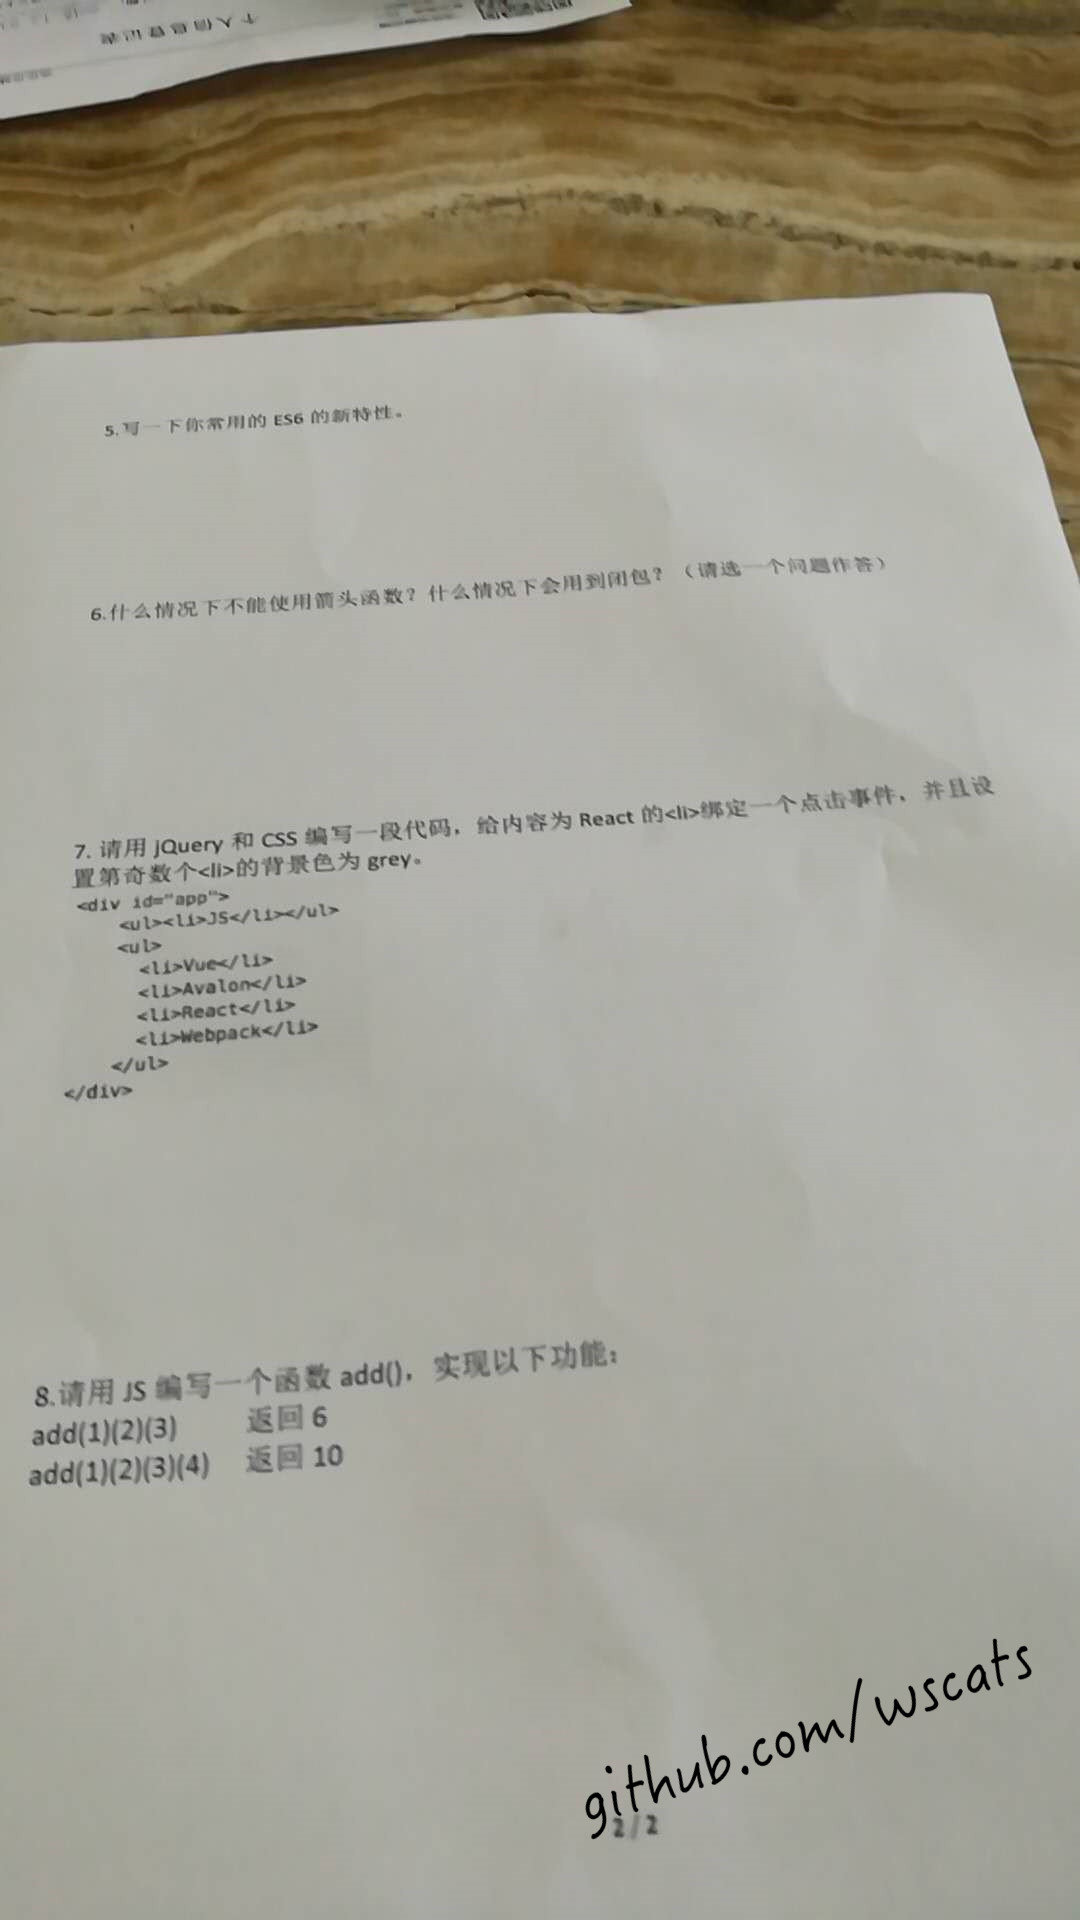 个人信息登记表
5.写一下你常用的 ES6 的新特性。
6.什么情况下不能使用箭头函数？什么情况下会用到闭包？（请选一个问题作答）
7. 请用 jQuery 和 CSS 编写一段代码，给内容为 React 的<li>绑定一个点击事件，并且设
置第奇数个<li>的背景色为 grey。
<div id="app">
<ul><li>JS</li></ul>
<ul>
<li>Vue</li>
<li>Avalon</li>
<li>React</li>
<li>Webpack</li>
</ul>
</div>
8.请用 JS 编写一个函数 add()，实现以下功能：
add(1)(2)(3) 返回 6
add(1)(2)(3)(4) 返回 10
github.com/wscats
2 / 2